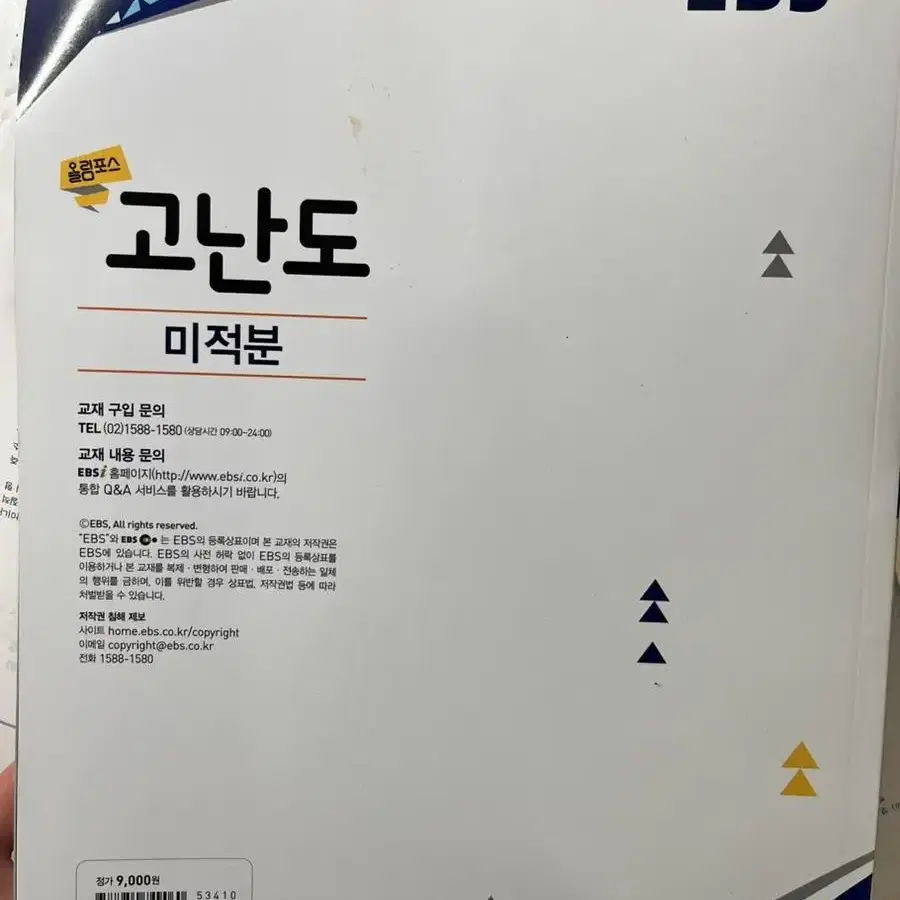 EBS
올림포스
고난도
미적분
교재 구입 문의
TEL (02)1588-1580 (상담시간 09:00~24:00)
교재 내용 문의
EBSi 홈페이지(http://www.ebsi.co.kr)의
통합 Q&A 서비스를 활용하시기 바랍니다.
©EBS, All rights reserved.
"EBS"와 EBS 는 EBS의 등록상표이며 본 교재의 저작권은
EBS에 있습니다. EBS의 사전 허락 없이 EBS의 등록상표를
이용하거나 본 교재를 복제·변형하여 판매·배포·전송하는 일체
의 행위를 금하며, 이를 위반할 경우 상표법, 저작권법 등에 따라
처벌받을 수 있습니다.
저작권 침해 제보
사이트 home.ebs.co.kr/copyright
이메일 copyright@ebs.co.kr
전화 1588-1580
정가 9,000원
53410